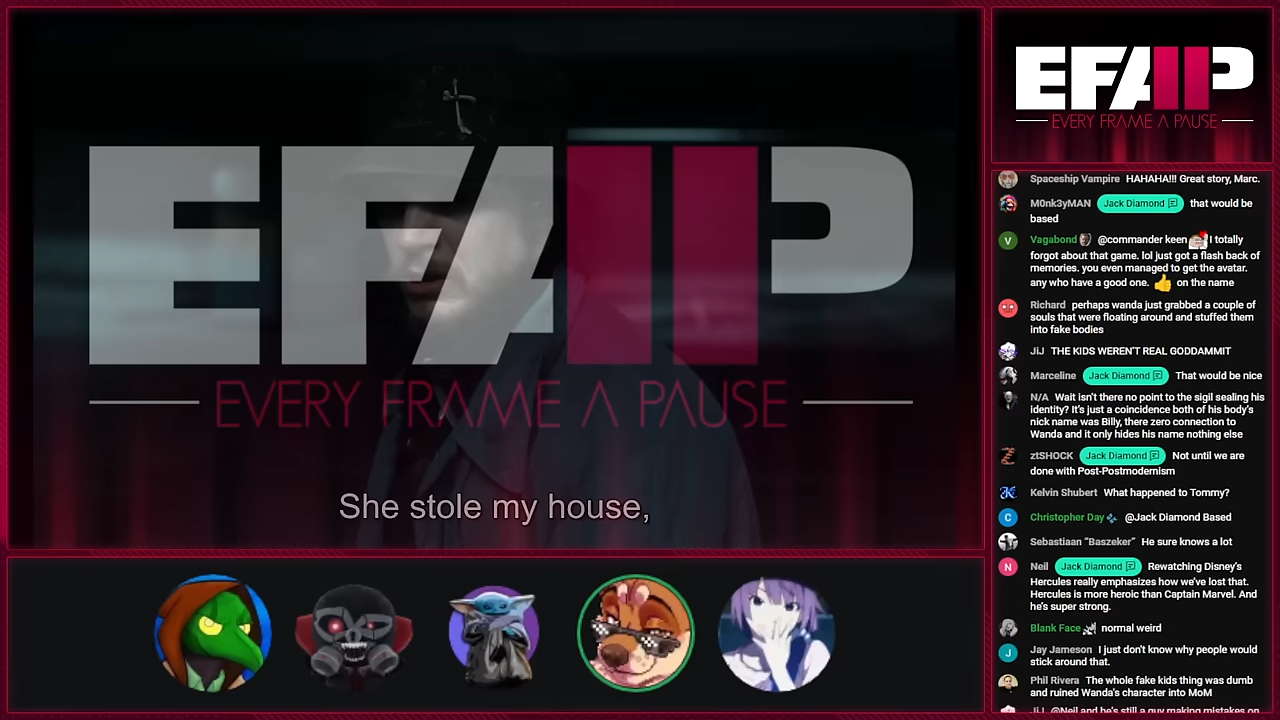 EFAP
EVERY FRAME A PAUSE
She stole my house,
EFAP
EVERY FRAME A PAUSE
Spaceship Vampire HAHAHA!!! Great story, Marc.
M0nk3yMAN Jack Diamond that would be
based
V
Vagabond @commander keen I totally
forgot about that game. lol just got a flash back of
memories. you even managed to get the avatar.
any who have a good one. 👍 on the name
Richard perhaps wanda just grabbed a couple of
souls that were floating around and stuffed them
into fake bodies
JiJ THE KIDS WEREN'T REAL GODDAMMIT
Marceline Jack Diamond That would be nice
N/A Wait isn't there no point to the sigil sealing his
identity? It's just a coincidence both of his body's
nick name was Billy, there zero connection to
Wanda and it only hides his name nothing else
ztSHOCK Jack Diamond Not until we are
done with Post-Postmodernism
Kelvin Shubert What happened to Tommy?
C
Christopher Day @Jack Diamond Based
Sebastiaan “Baszeker” He sure knows a lot
N
Neil Jack Diamond Rewatching Disney's
Hercules really emphasizes how we've lost that.
Hercules is more heroic than Captain Marvel. And
he's super strong.
Blank Face normal weird
J
Jay Jameson I just don't know why people would
stick around that.
Phil Rivera The whole fake kids thing was dumb
and ruined Wanda's character into MoM
JiJ @Neil and he's still a guy making mistakes on